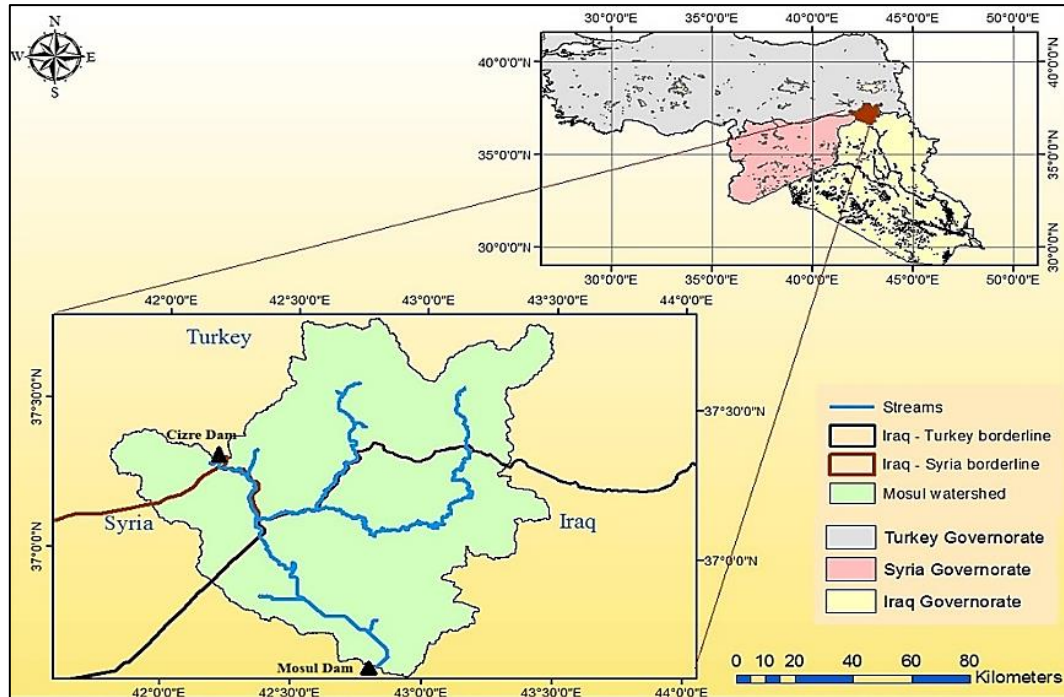 N
W E
S
30°0'0"E 35°0'0"E 40°0'0"E 45°0'0"E 50°0'0"E
40°0'0"N 40°0'0"N
35°0'0"N 35°0'0"N
30°0'0"N 30°0'0"N
30°0'0"E 35°0'0"E 40°0'0"E 45°0'0"E 50°0'0"E
42°0'0"E 42°30'0"E 43°0'0"E 43°30'0"E 44°0'0"E
Turkey
37°30'0"N 37°30'0"N
Cizre Dam
Syria Iraq
37°0'0"N 37°0'0"N
Mosul Dam
42°0'0"E 42°30'0"E 43°0'0"E 43°30'0"E 44°0'0"E
Streams
Iraq - Turkey borderline
Iraq - Syria borderline
Mosul watershed
Turkey Governorate
Syria Governorate
Iraq Governorate
0 10 20 40 60 80
Kilometers